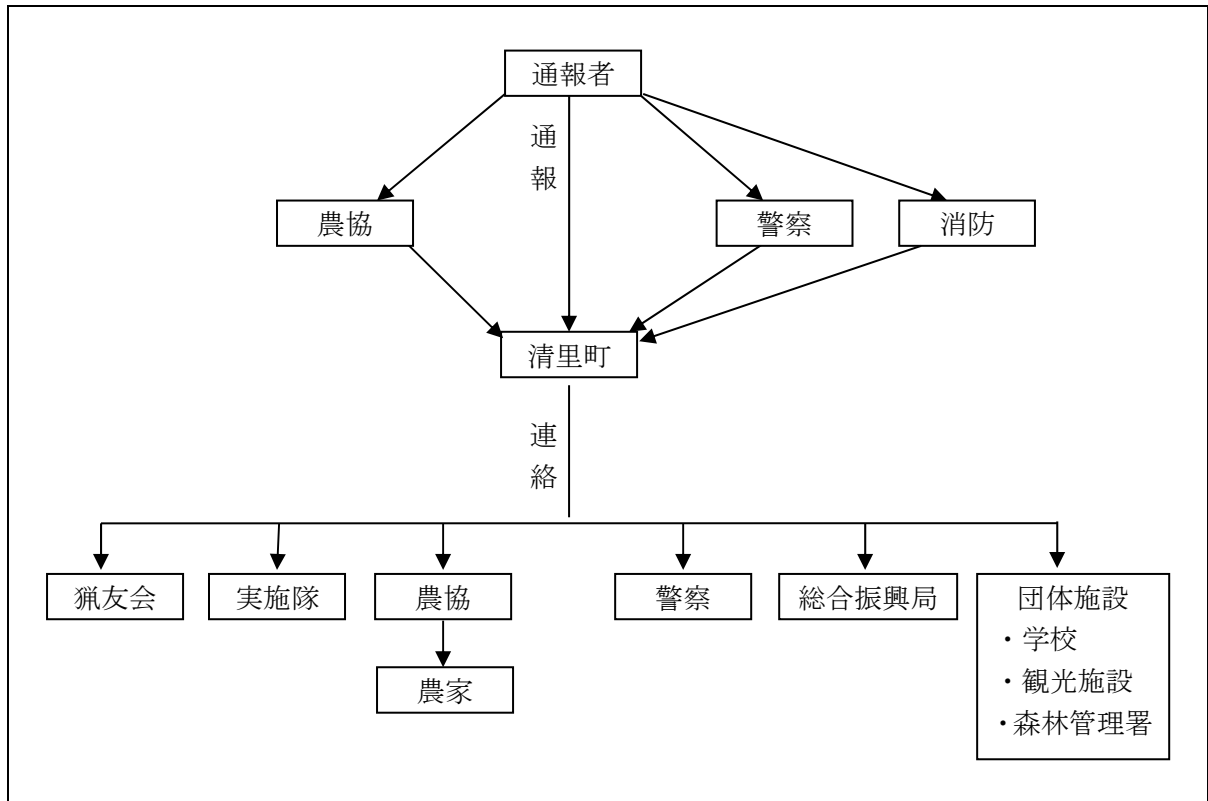 通報者
通報
農協
警察
消防
清里町
連絡
猟友会
実施隊
農協
警察
総合振興局
団体施設
・学校
・観光施設
・森林管理署
農家